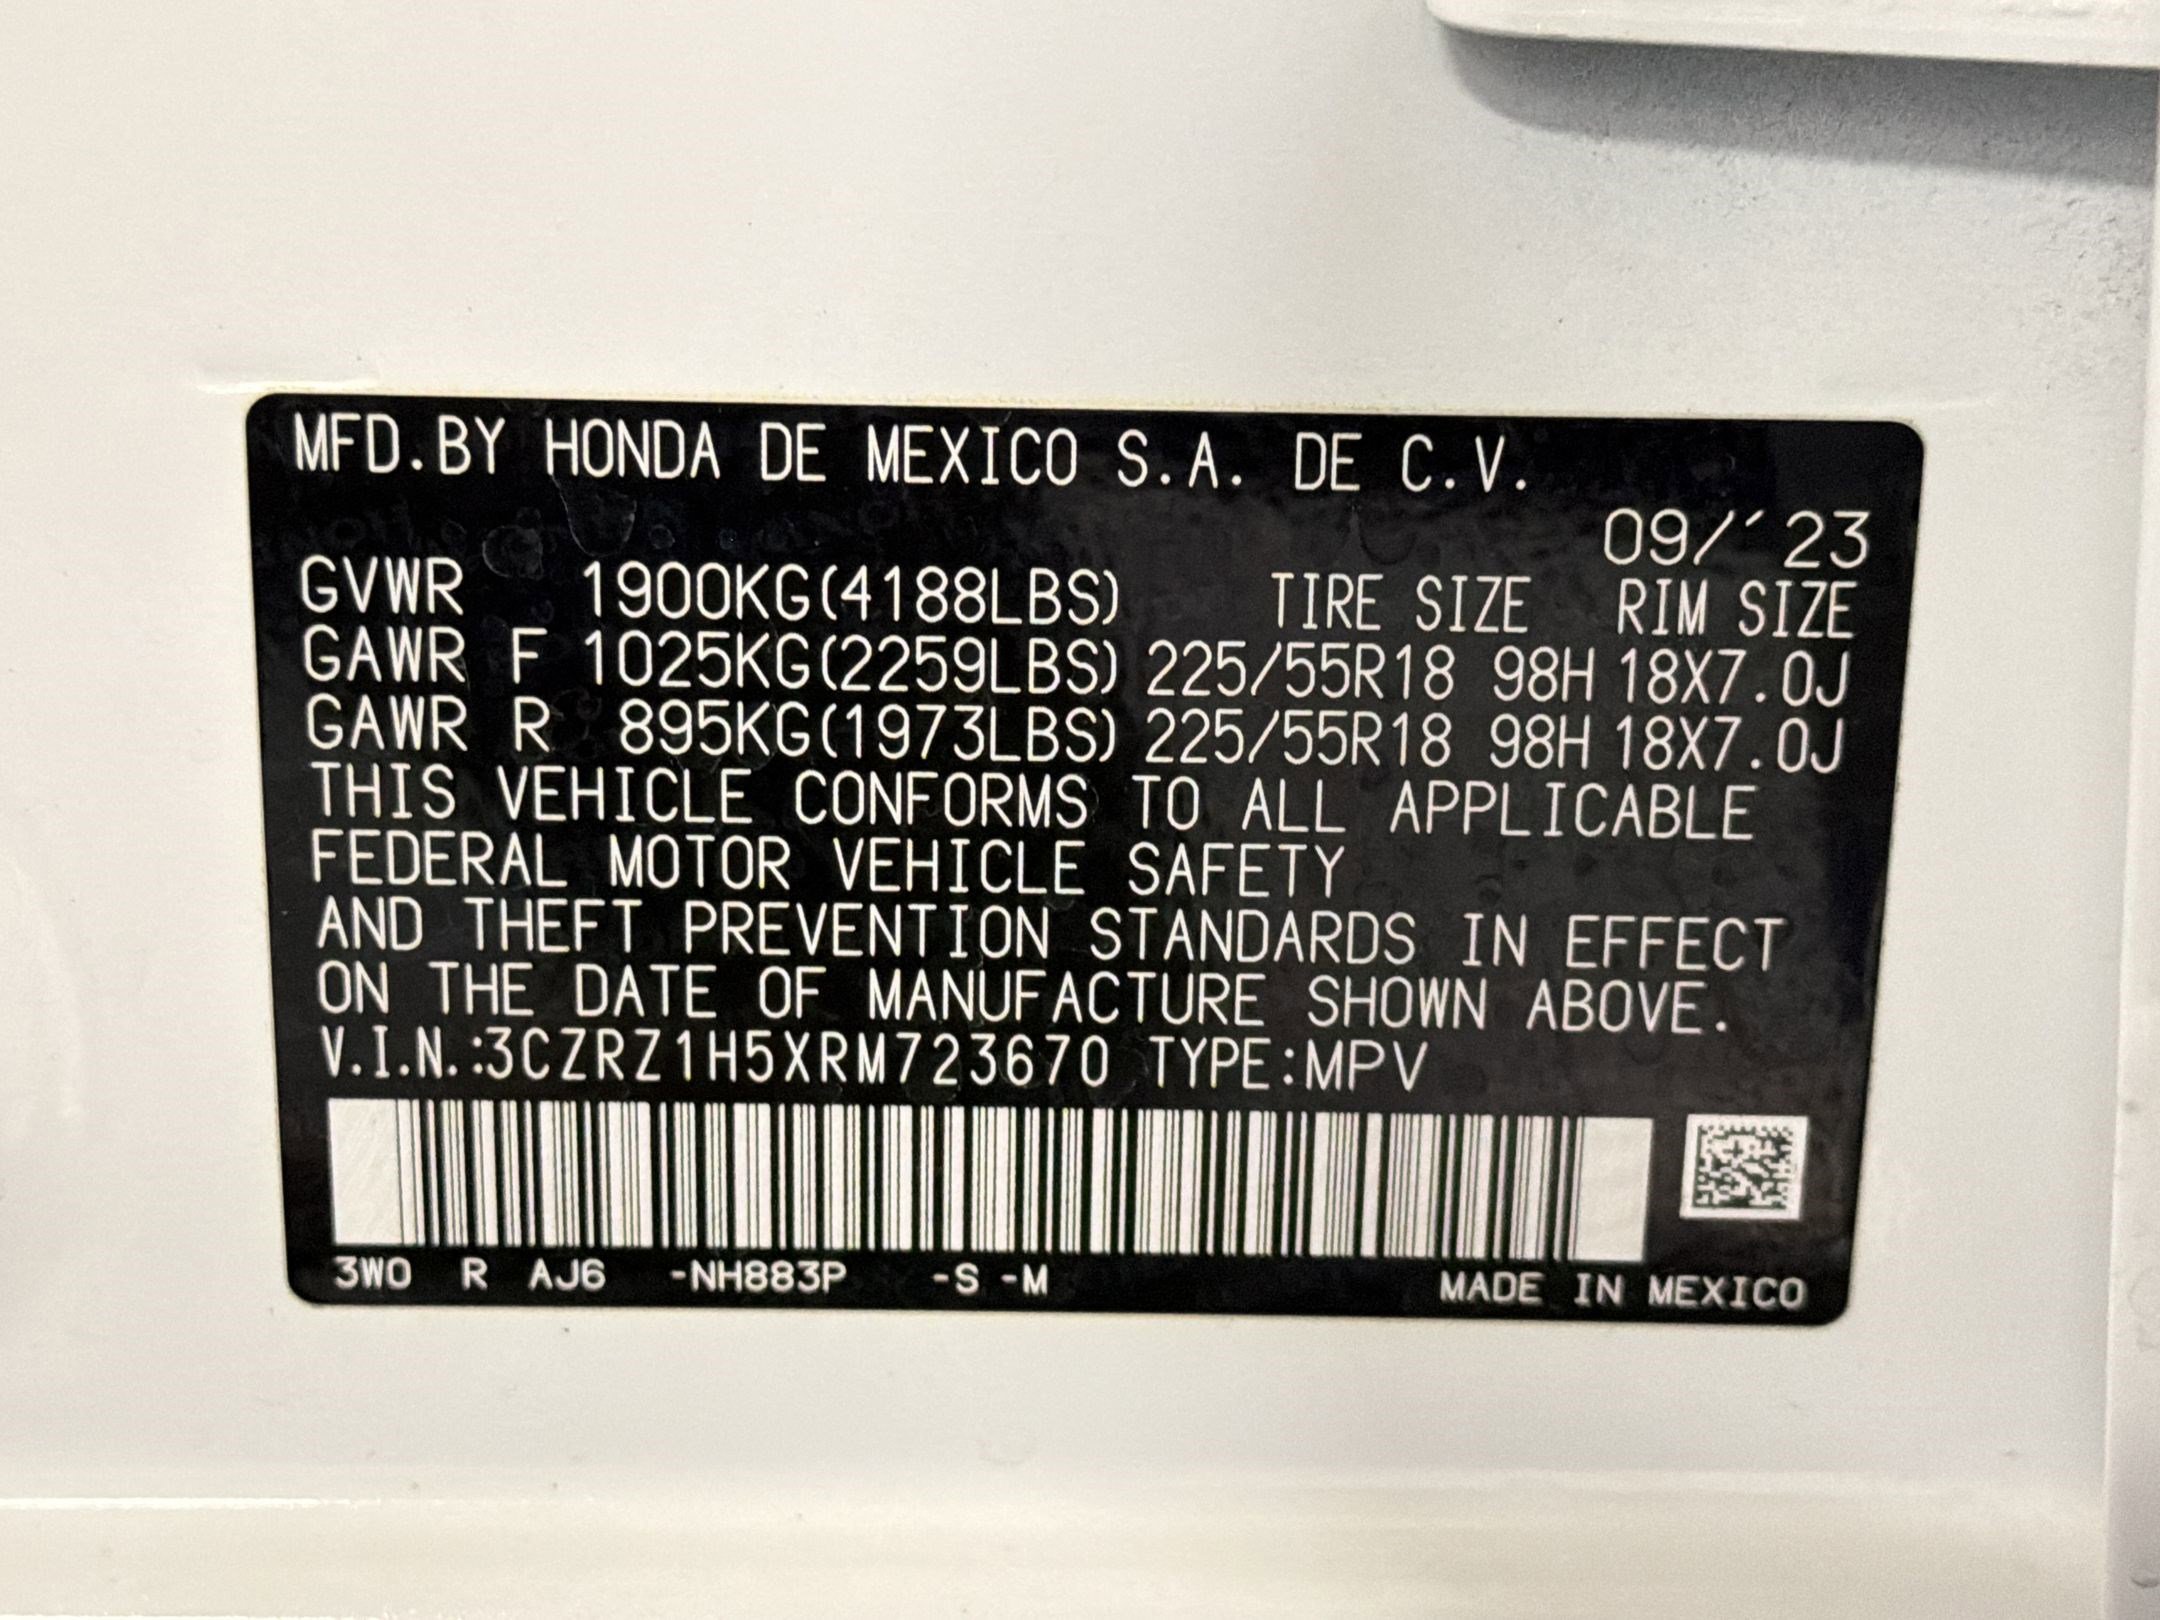 MFD.BY HONDA DE MEXICO S.A. DE C.V.
09/´23
GVWR 1900KG(4188LBS) TIRE SIZE RIM SIZE
GAWR F 1025KG(2259LBS) 225/55R18 98H 18X7.0J
GAWR R 895KG(1973LBS) 225/55R18 98H 18X7.0J
THIS VEHICLE CONFORMS TO ALL APPLICABLE
FEDERAL MOTOR VEHICLE SAFETY
AND THEFT PREVENTION STANDARDS IN EFFECT
ON THE DATE OF MANUFACTURE SHOWN ABOVE.
V.I.N.:3CZRZ1H5XRM723670 TYPE:MPV
3W0 R AJ6 -NH883P -S -M MADE IN MEXICO